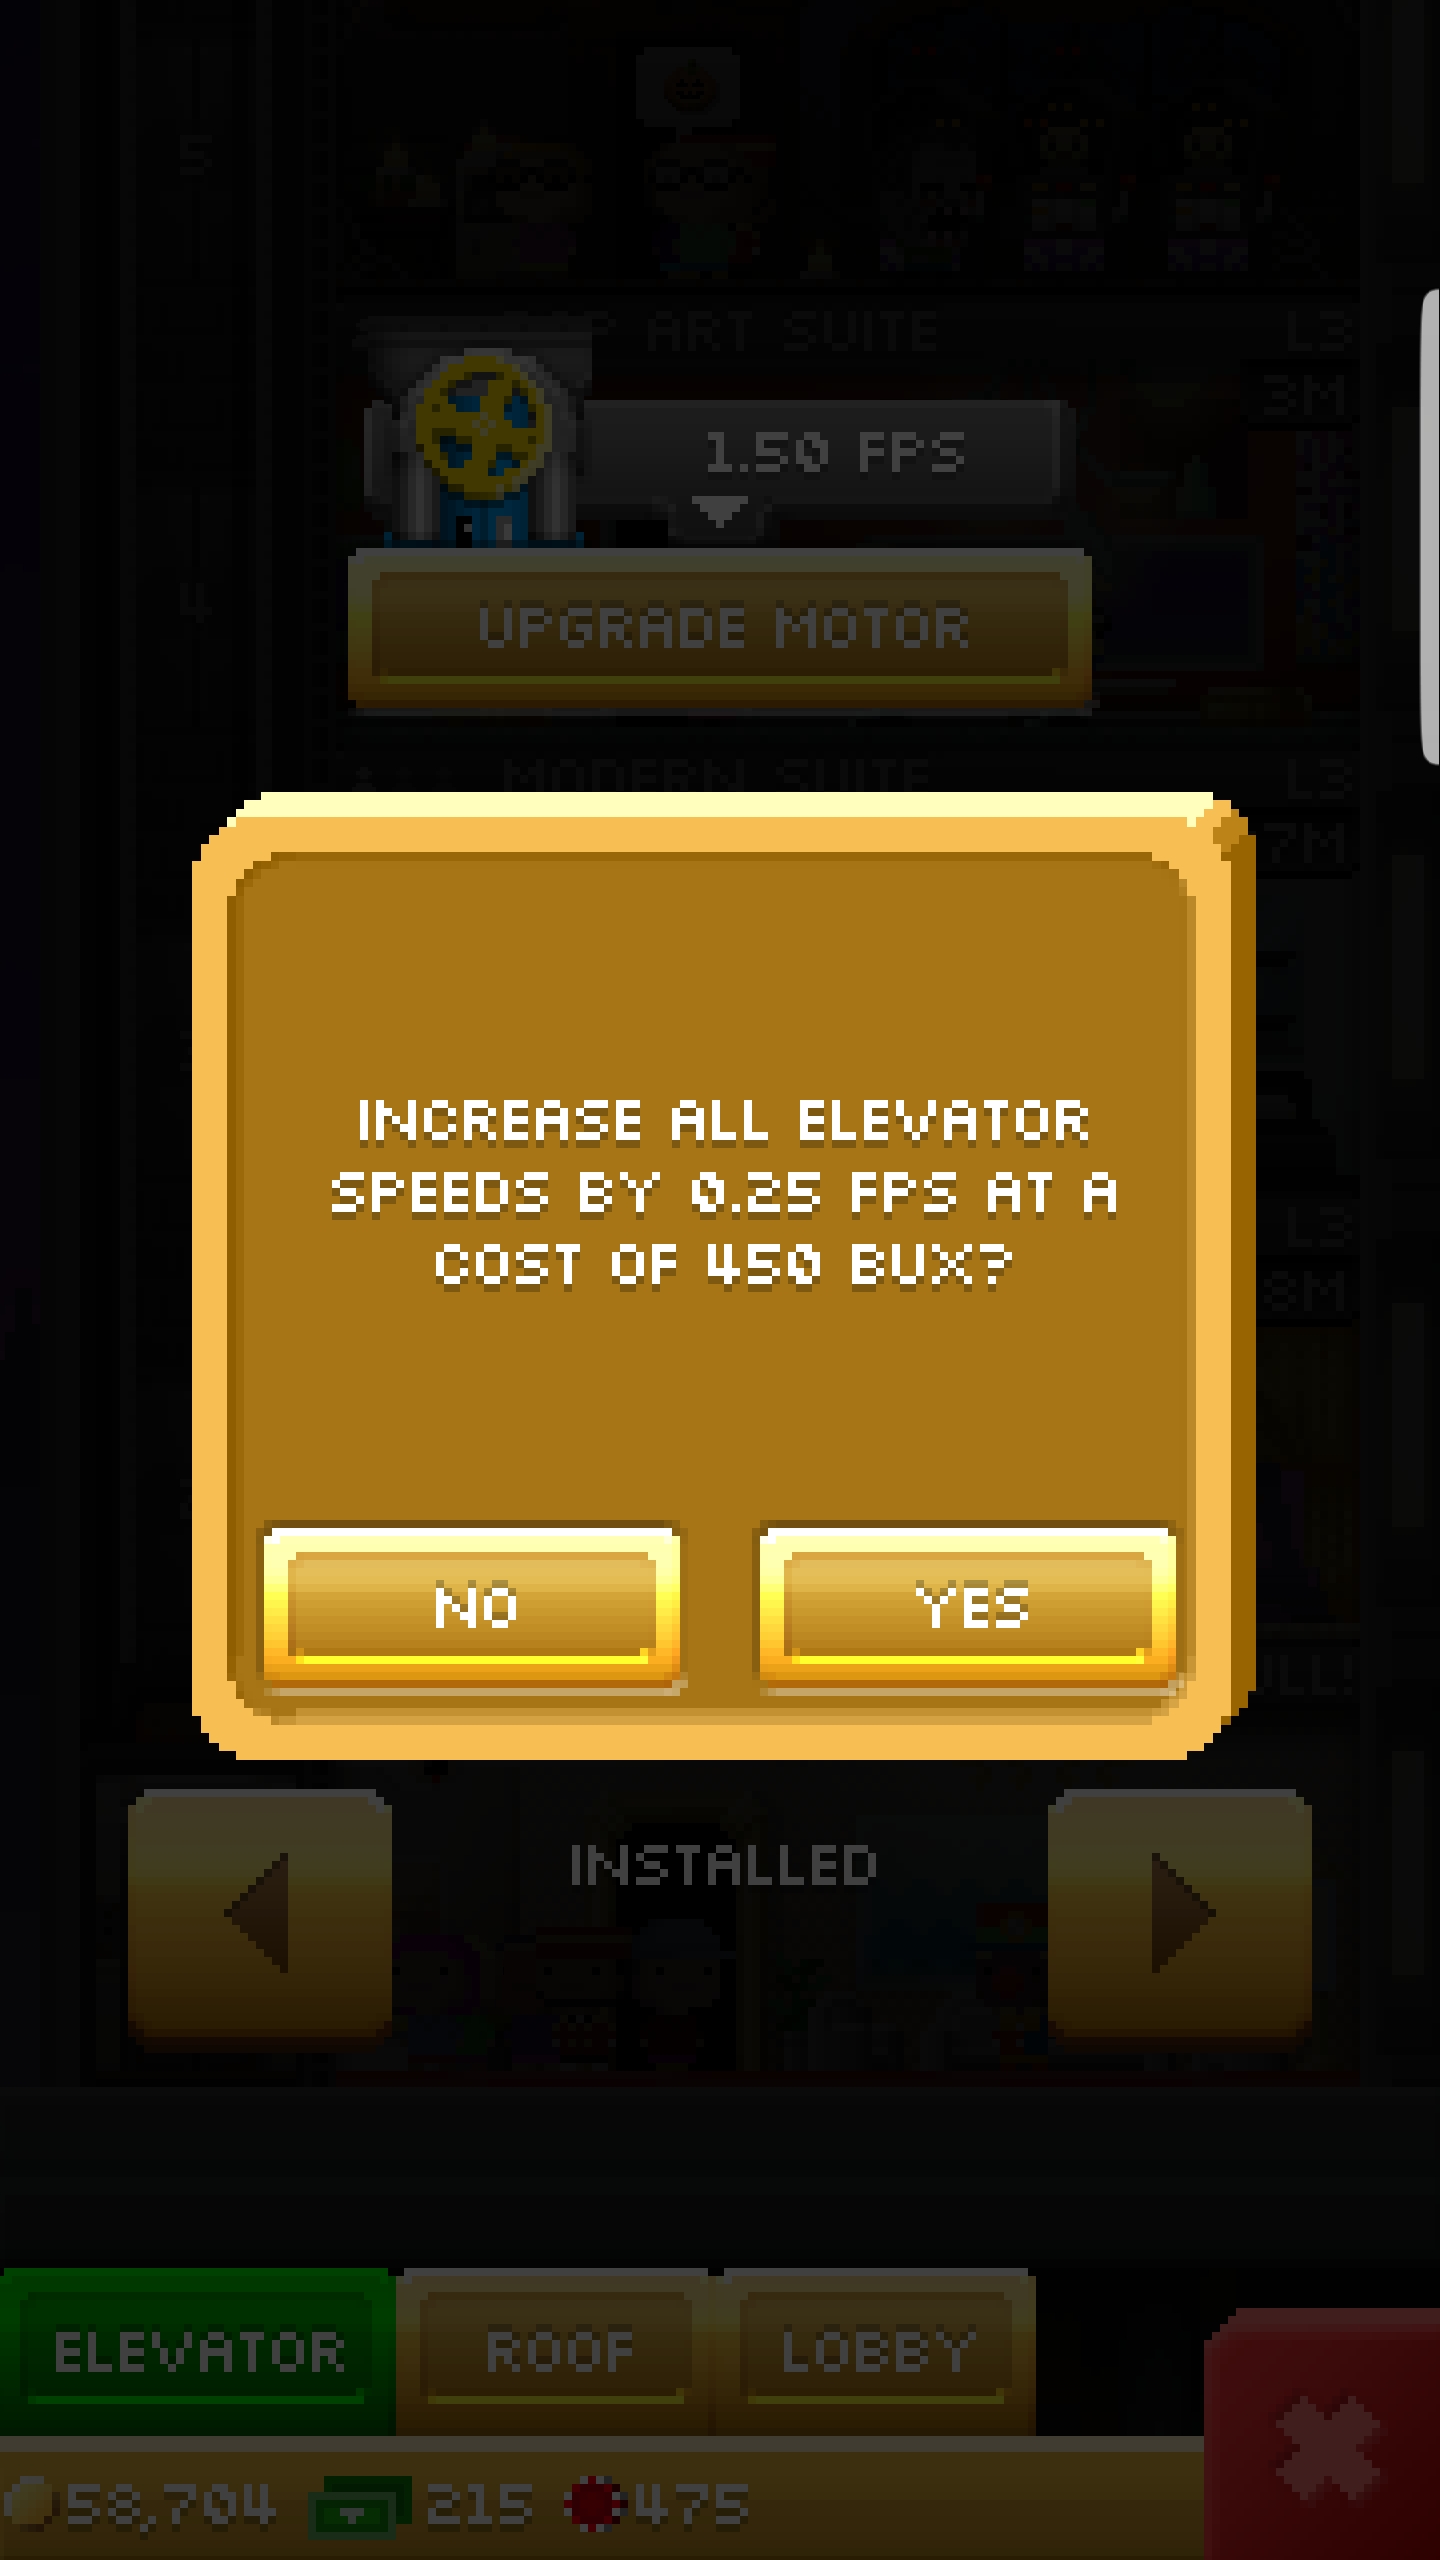 5
ART SUITE L3
3M
1.50 FPS
4
UPGRADE MOTOR
MODERN SUITE L3
7M
INCREASE ALL ELEVATOR
SPEEDS BY 0.25 FPS AT A
COST OF 450 BUX?
L3
8M
NO YES
INSTALLED
ELEVATOR ROOF LOBBY
58,704 215 475